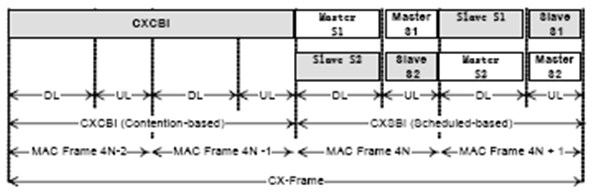 CXCBI Master S1 Master S1 Slave S1 Slave S1
Slave S2 Slave S2 Master S2 Master S2
DL UL DL UL DL UL DL UL
CXCBI (Contention-based) CXSBI (Scheduled-based)
MAC Frame 4N-2 MAC Frame 4N -1 MAC Frame 4N MAC Frame 4N + 1
CX-Frame